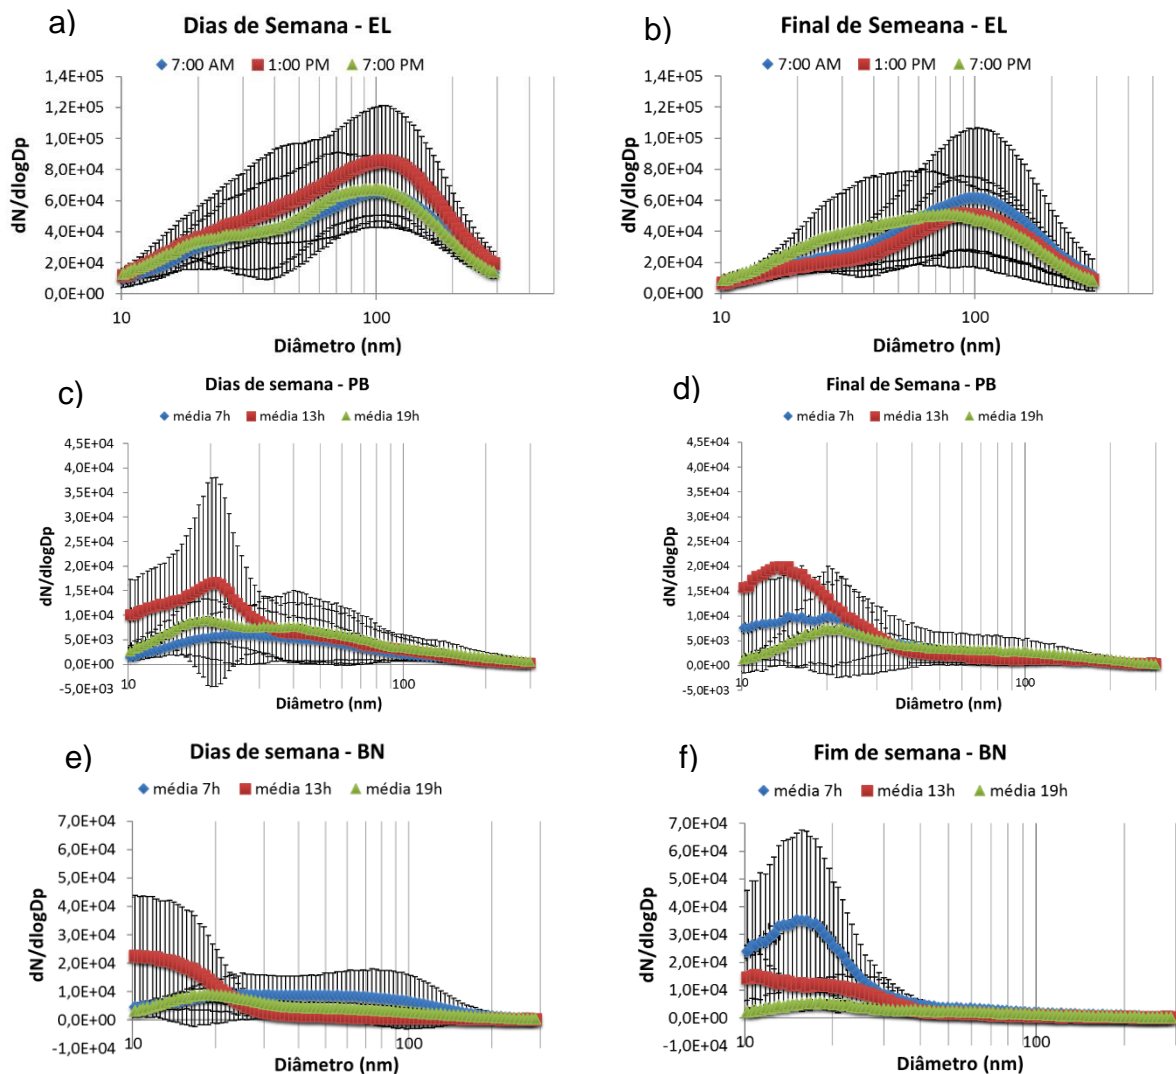 a)
Dias de Semana - EL
7:00 AM 1:00 PM 7:00 PM
dN/dlogDp
1,4E+05
1,2E+05
1,0E+05
8,0E+04
6,0E+04
4,0E+04
2,0E+04
0,0E+00
10 100
Diâmetro (nm)
b)
Final de Semeana - EL
7:00 AM 1:00 PM 7:00 PM
dN/dlogDp
1,4E+05
1,2E+05
1,0E+05
8,0E+04
6,0E+04
4,0E+04
2,0E+04
0,0E+00
10 100
Diâmetro (nm)
c)
Dias de semana - PB
média 7h média 13h média 19h
dN/dlogDp
4,5E+04
4,0E+04
3,5E+04
3,0E+04
2,5E+04
2,0E+04
1,5E+04
1,0E+04
5,0E+03
0,0E+00
-5,0E+03
10 100
Diâmetro (nm)
d)
Final de Semana - PB
média 7h média 13h média 19h
dN/dlogDp
4,5E+04
4,0E+04
3,5E+04
3,0E+04
2,5E+04
2,0E+04
1,5E+04
1,0E+04
5,0E+03
0,0E+00
-5,0E+03
10 100
Diâmetro (nm)
e)
Dias de semana - BN
média 7h média 13h média 19h
dN/dlogDp
7,0E+04
6,0E+04
5,0E+04
4,0E+04
3,0E+04
2,0E+04
1,0E+04
0,0E+00
-1,0E+04
10 100
Diâmetro (nm)
f)
Fim de semana - BN
média 7h média 13h média 19h
dN/dlogDp
7,0E+04
6,0E+04
5,0E+04
4,0E+04
3,0E+04
2,0E+04
1,0E+04
0,0E+00
-1,0E+04
10 100
Diâmetro (nm)